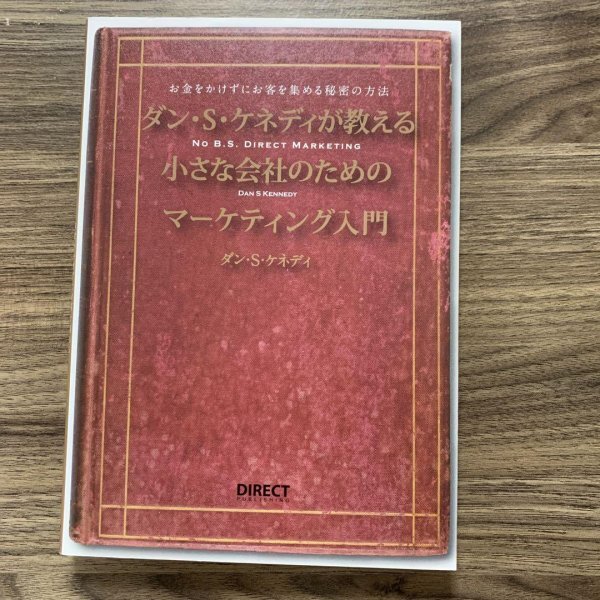 お金をかけずにお客を集める秘密の方法
ダン・S・ケネディが教える
NO B.S. DIRECT MARKETING
小さな会社のための
DAN S KENNEDY
マーケティング入門
ダン・S・ケネディ
DIRECT
PUBLISHING